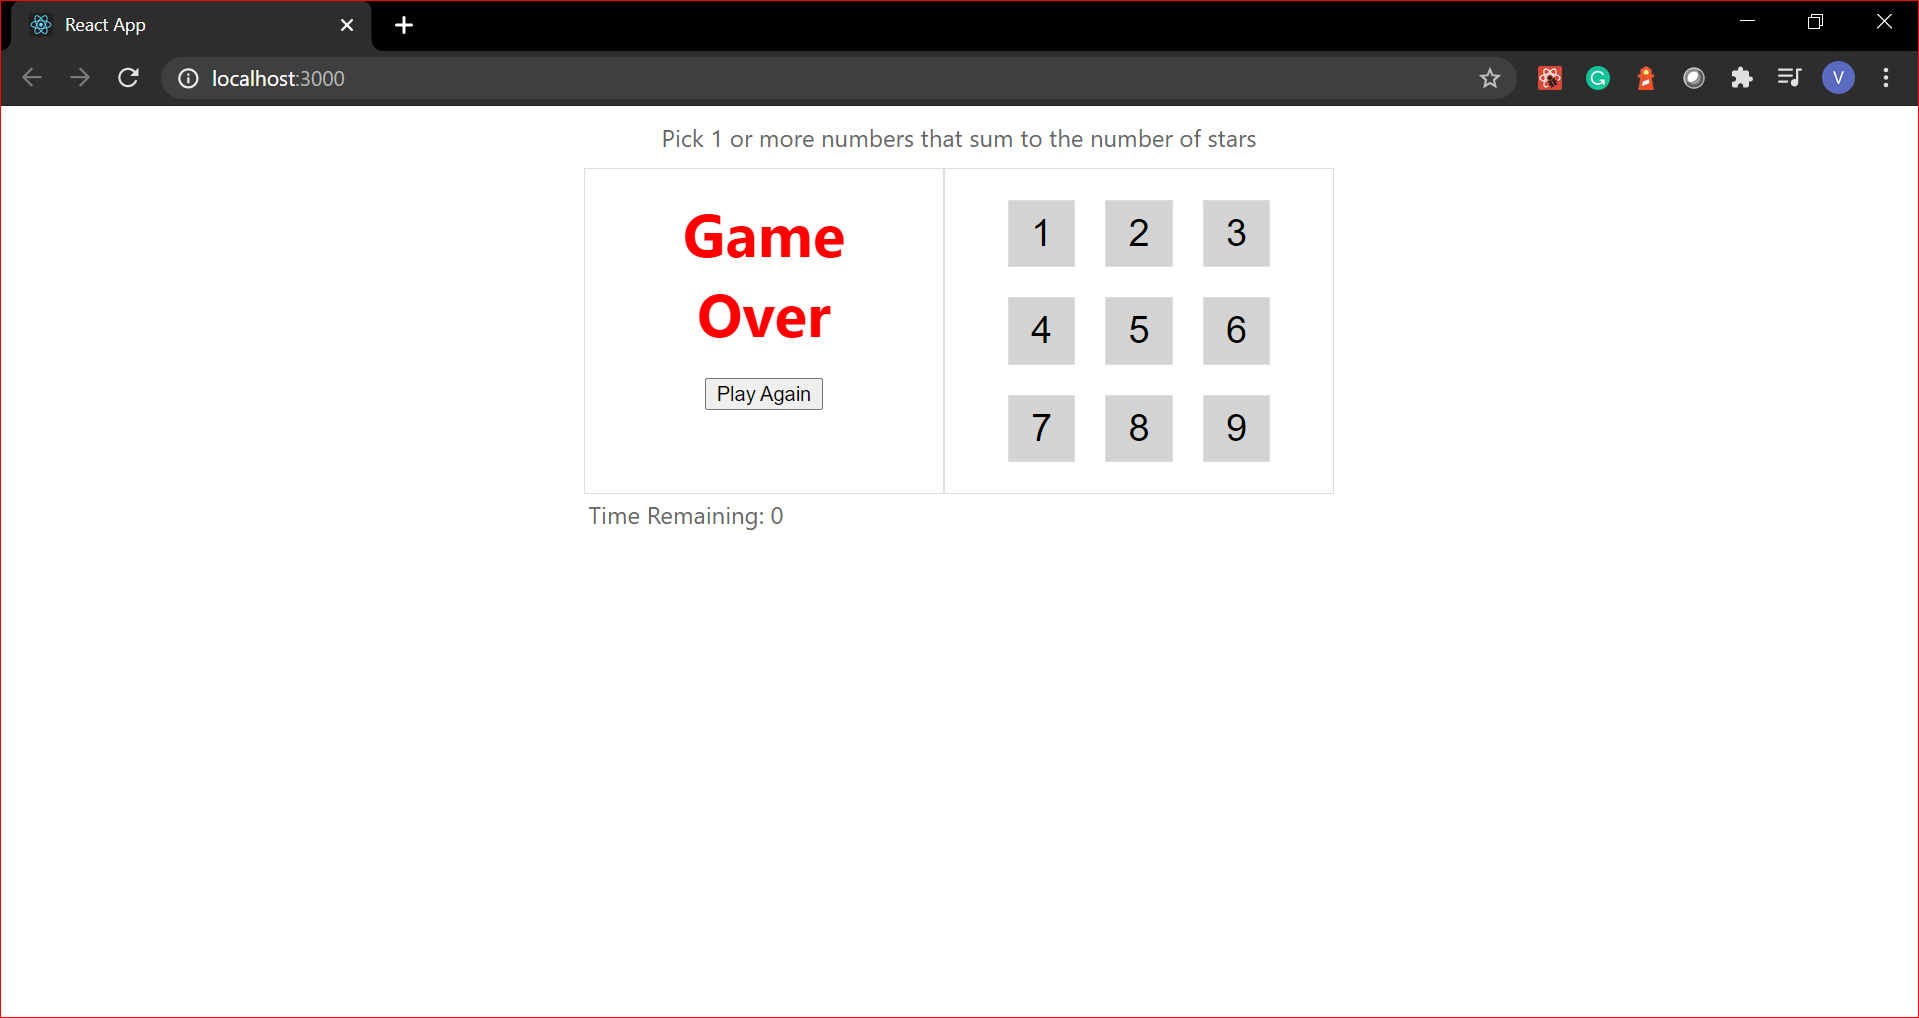 React App
localhost:3000
V
Pick 1 or more numbers that sum to the number of stars
Game
Over
Play Again
1 2 3
4 5 6
7 8 9
Time Remaining: 0